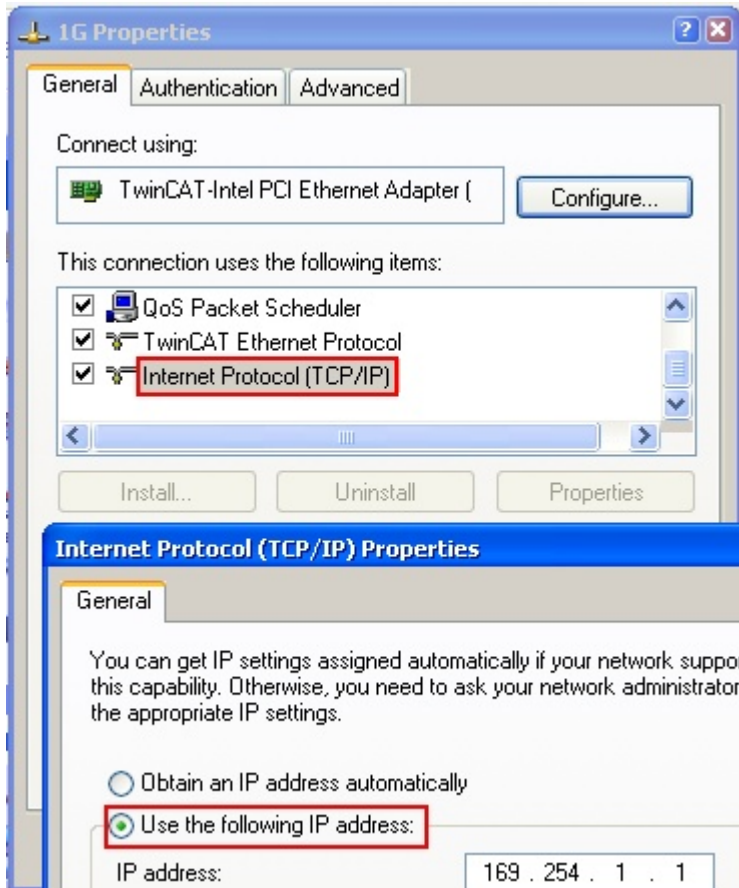 1G Properties
General Authentication Advanced
Connect using:
TwinCAT-Intel PCI Ethernet Adapter (
Configure...
This connection uses the following items:
QoS Packet Scheduler
TwinCAT Ethernet Protocol
Internet Protocol (TCP/IP)
Install... Uninstall Properties
Internet Protocol (TCP/IP) Properties
General
You can get IP settings assigned automatically if your network suppo
this capability. Otherwise, you need to ask your network administrator
the appropriate IP settings.
Obtain an IP address automatically
Use the following IP address:
IP address: 169 . 254 . 1 . 1